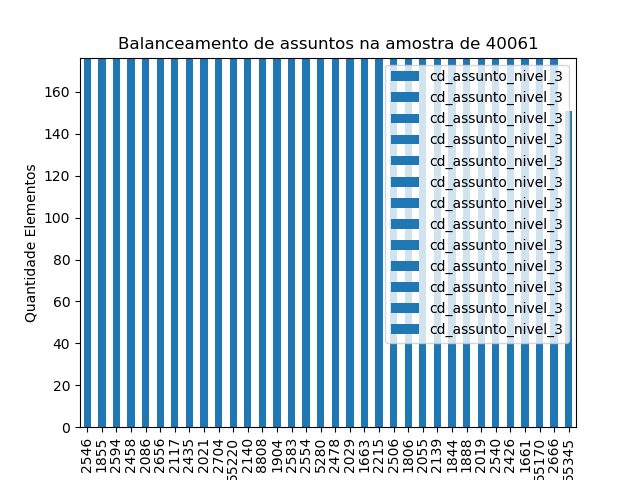 Balanceamento de assuntos na amostra de 40061
Quantidade Elementos
160
140
120
100
80
60
40
20
0
cd_assunto_nivel_3
cd_assunto_nivel_3
cd_assunto_nivel_3
cd_assunto_nivel_3
cd_assunto_nivel_3
cd_assunto_nivel_3
cd_assunto_nivel_3
cd_assunto_nivel_3
cd_assunto_nivel_3
cd_assunto_nivel_3
cd_assunto_nivel_3
cd_assunto_nivel_3
cd_assunto_nivel_3
2546
1855
2594
2458
2086
2656
2117
2435
2021
2704
55220
2140
8808
1904
2583
2554
5280
2478
2029
1663
2215
2506
1806
2055
2139
1844
1888
2019
2540
2426
1661
55170
2666
55345